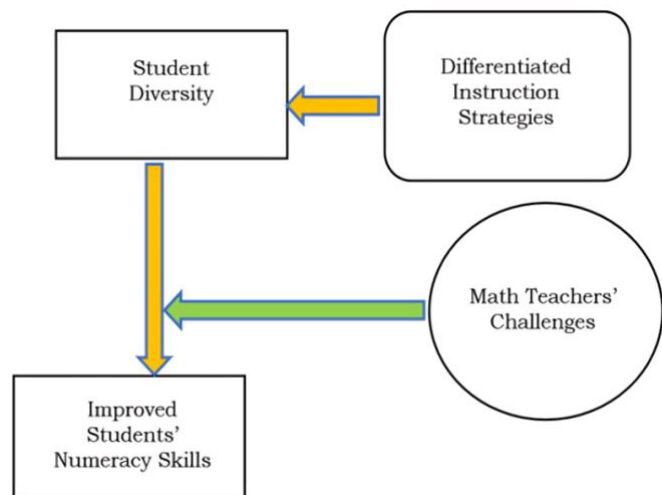 Student
Diversity
Differentiated
Instruction
Strategies
Math Teachers’
Challenges
Improved
Students’
Numeracy Skills